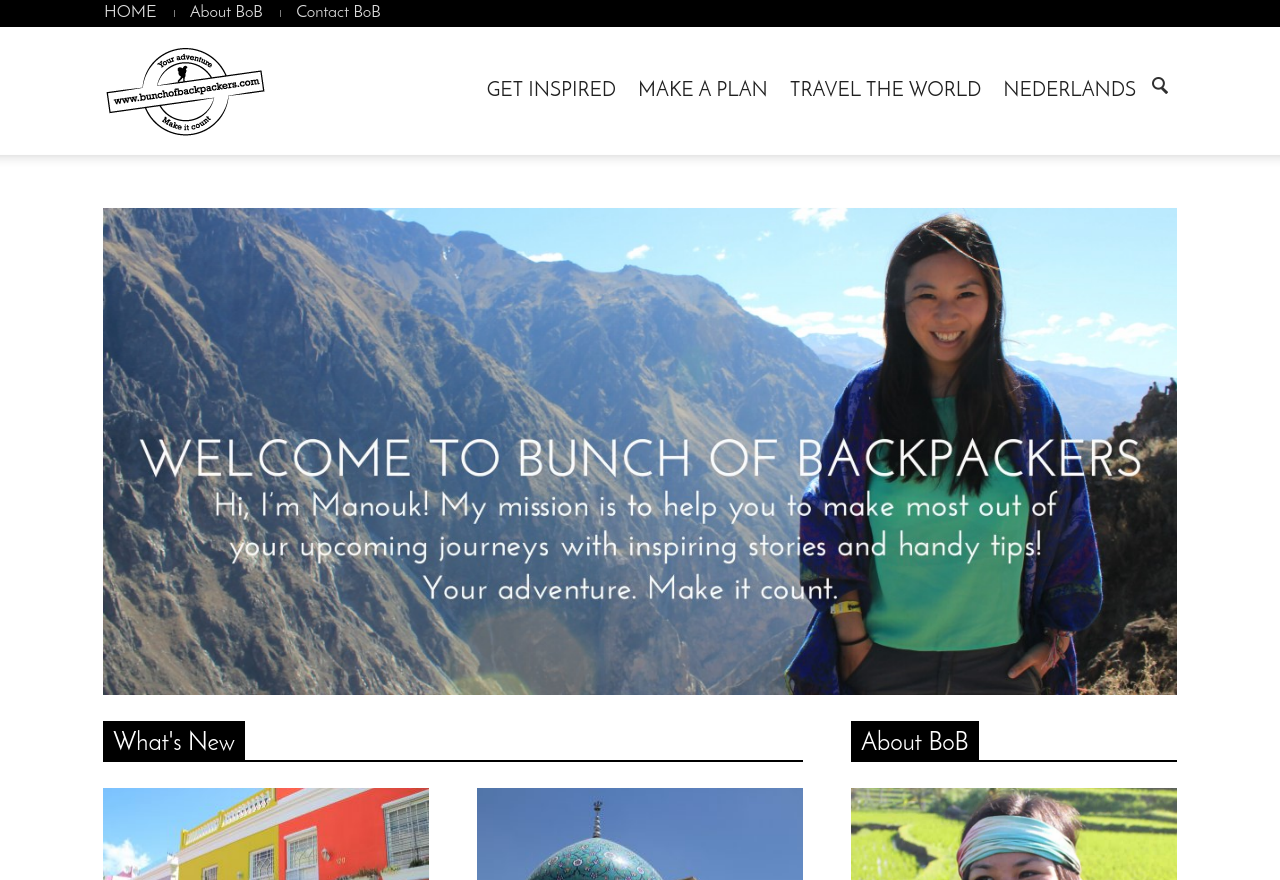 HOME
About BoB
Contact BoB
Your adventure
www.bunchofbackpackers.com
Make it count
GET INSPIRED
MAKE A PLAN
TRAVEL THE WORLD
NEDERLANDS
WELCOME TO BUNCH OF BACKPACKERS
Hi, I'm Manouk! My mission is to help you to make most out of
your upcoming journeys with inspiring stories and handy tips!
Your adventure. Make it count.
What's New
About BoB